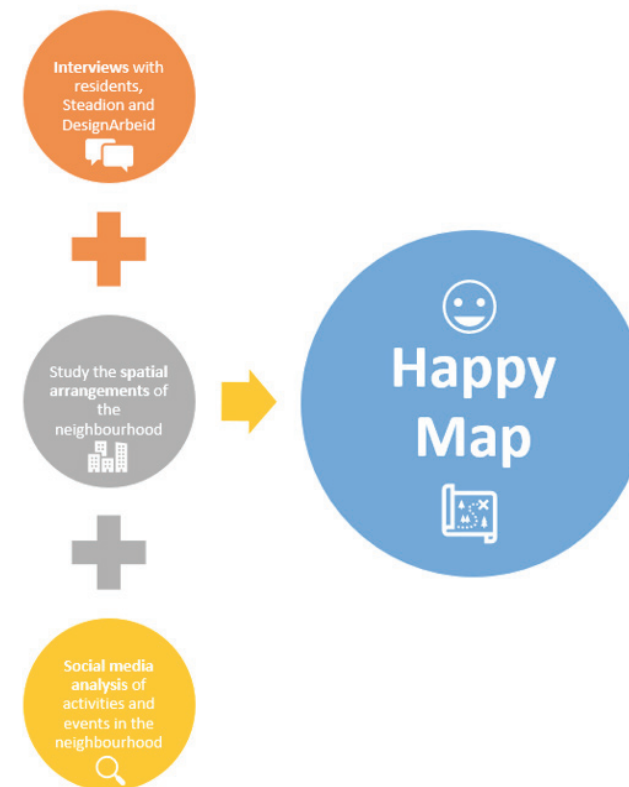 Interviews with
residents,
Steadion and
DesignArbeid
Study the spatial
arrangements of
the
neighbourhood
Social media
analysis of
activities and
events in the
neighbourhood
Happy
Map